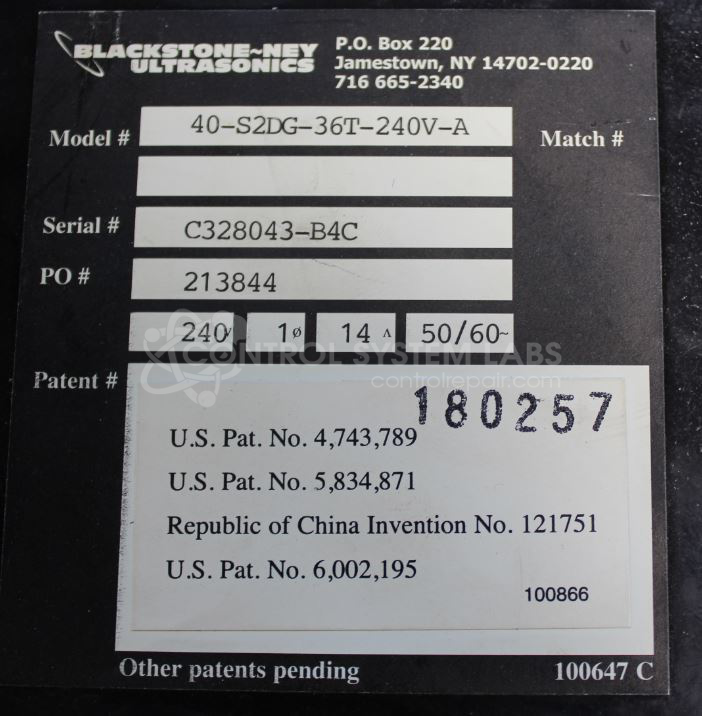 BLACKSTONE~NEY
ULTRASONICS
P.O. Box 220
Jamestown, NY 14702-0220
716 665-2340
Model # 40-S2DG-36T-240V-A Match #
Serial # C328043-B4C
PO # 213844
240V 1ø 14 A 50/60~
CONTROL SYSTEM LABS
controlrepair.com
Patent #
180257
U.S. Pat. No. 4,743,789
U.S. Pat. No. 5,834,871
Republic of China Invention No. 121751
U.S. Pat. No. 6,002,195
100866
Other patents pending 100647 C